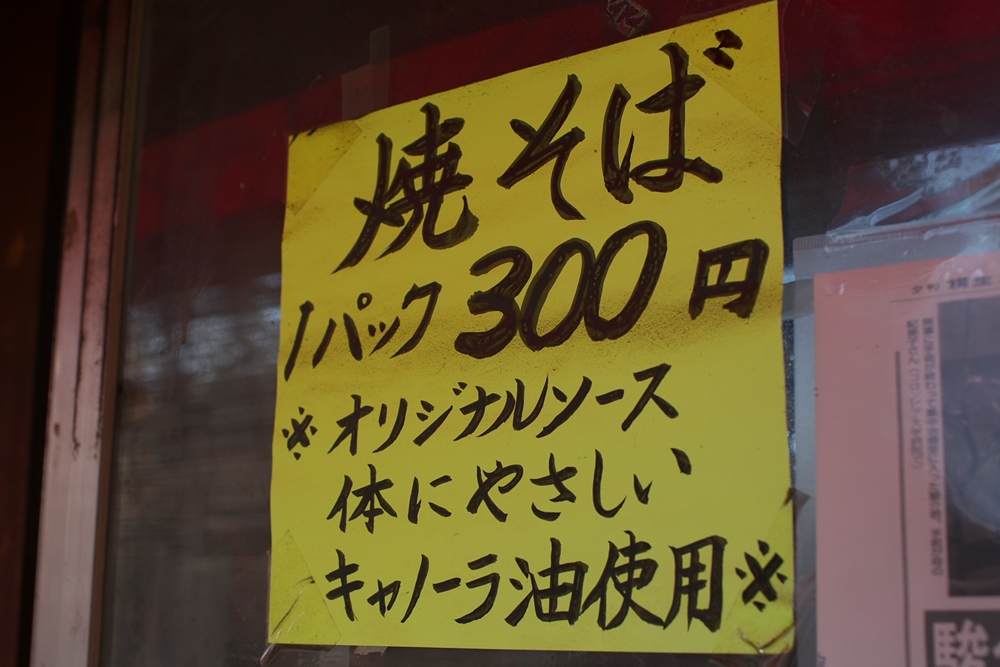 焼そば
1パック300円
※オリジナルソース
体にやさしい
キャノーラ油使用※